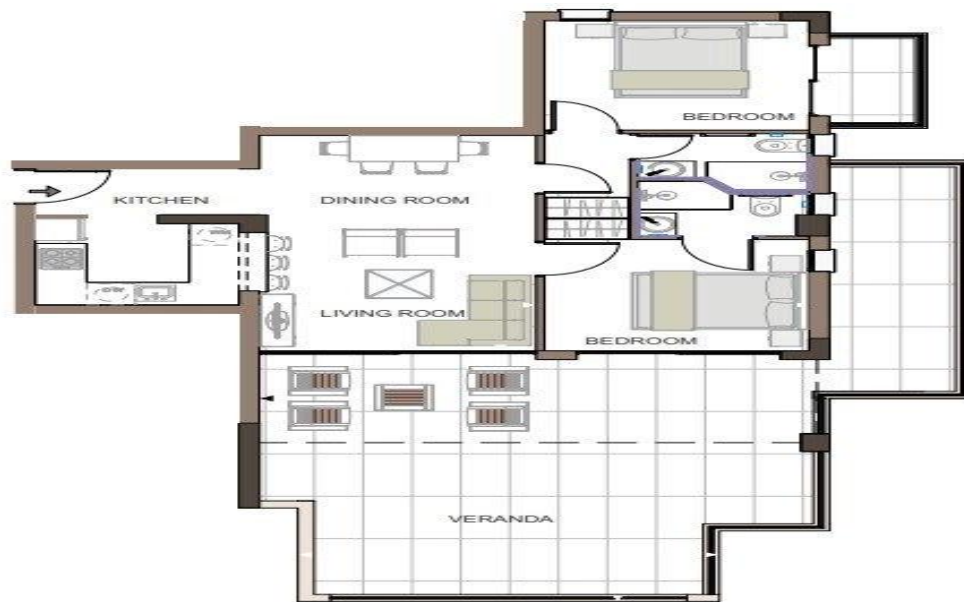 BEDROOM
KITCHEN
DINING ROOM
LIVING ROOM
BEDROOM
VERANDA